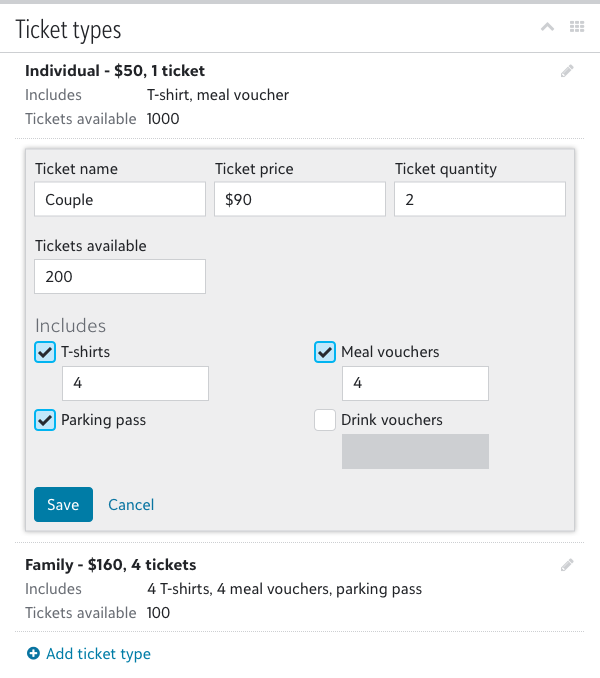 Ticket types
Individual - $50, 1 ticket
Includes T-shirt, meal voucher
Tickets available 1000
Ticket name Ticket price Ticket quantity
Couple $90 2
Tickets available
200
Includes
T-shirts Meal vouchers
4 4
Parking pass Drink vouchers
Save Cancel
Family - $160, 4 tickets
Includes 4 T-shirts, 4 meal vouchers, parking pass
Tickets available 100
Add ticket type